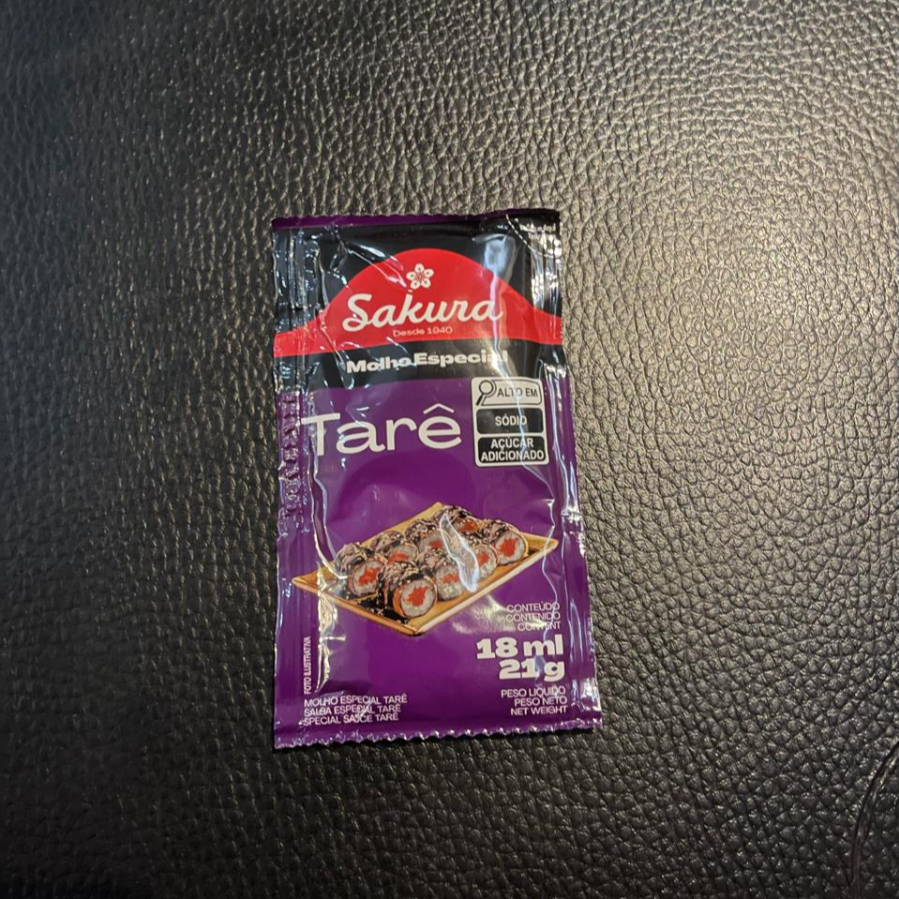 Sakura
Desde 1940
Molho Especial
Tarê
ALTO EM
SÓDIO
AÇÚCAR
ADICIONADO
CONTEÚDO
CONTENIDO
CONTENT
18 ml
21 g
PESO LÍQUIDO
PESO NETO
NET WEIGHT
FOTO ILUSTRATIVA
MOLHO ESPECIAL TARÊ
SALSA ESPECIAL TARÊ
SPECIAL SAUCE TARÊ